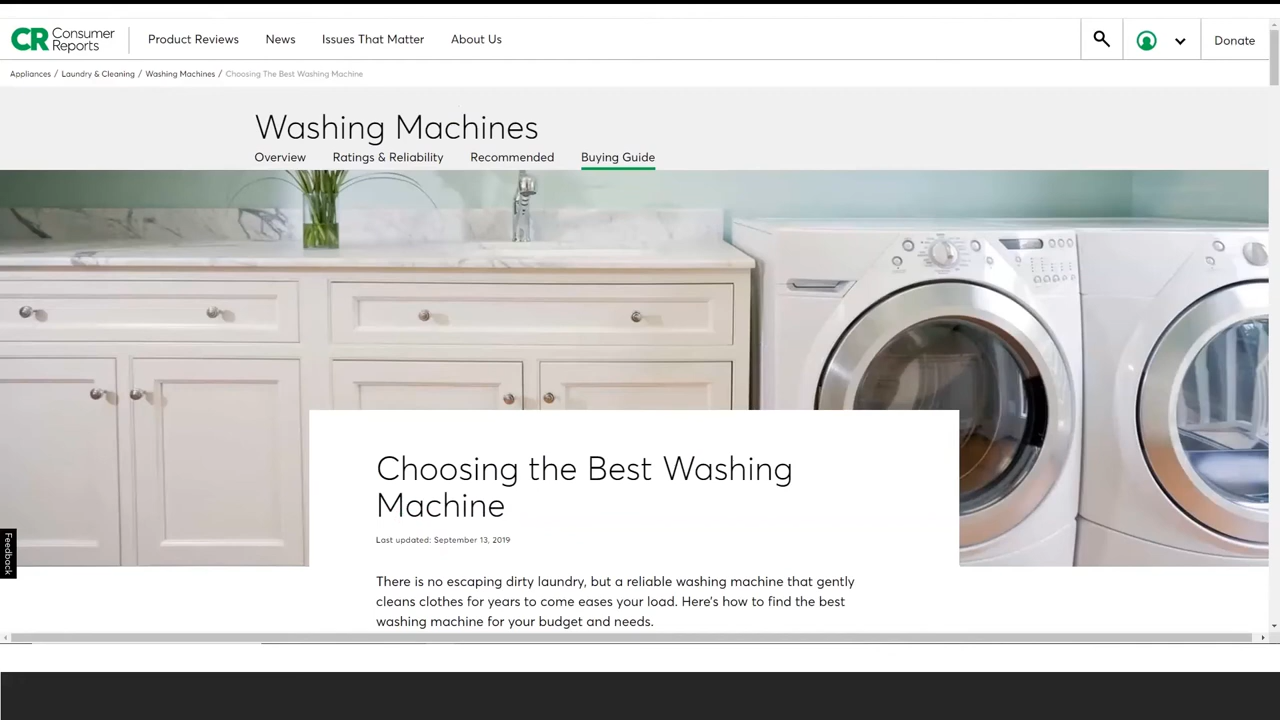 CR Consumer Reports
Product Reviews
News
Issues That Matter
About Us
Donate
Appliances / Laundry & Cleaning / Washing Machines / Choosing The Best Washing Machine
Washing Machines
Overview
Ratings & Reliability
Recommended
Buying Guide
Choosing the Best Washing
Machine
Last updated: September 13, 2019
There is no escaping dirty laundry, but a reliable washing machine that gently
cleans clothes for years to come eases your load. Here's how to find the best
washing machine for your budget and needs.
Feedback